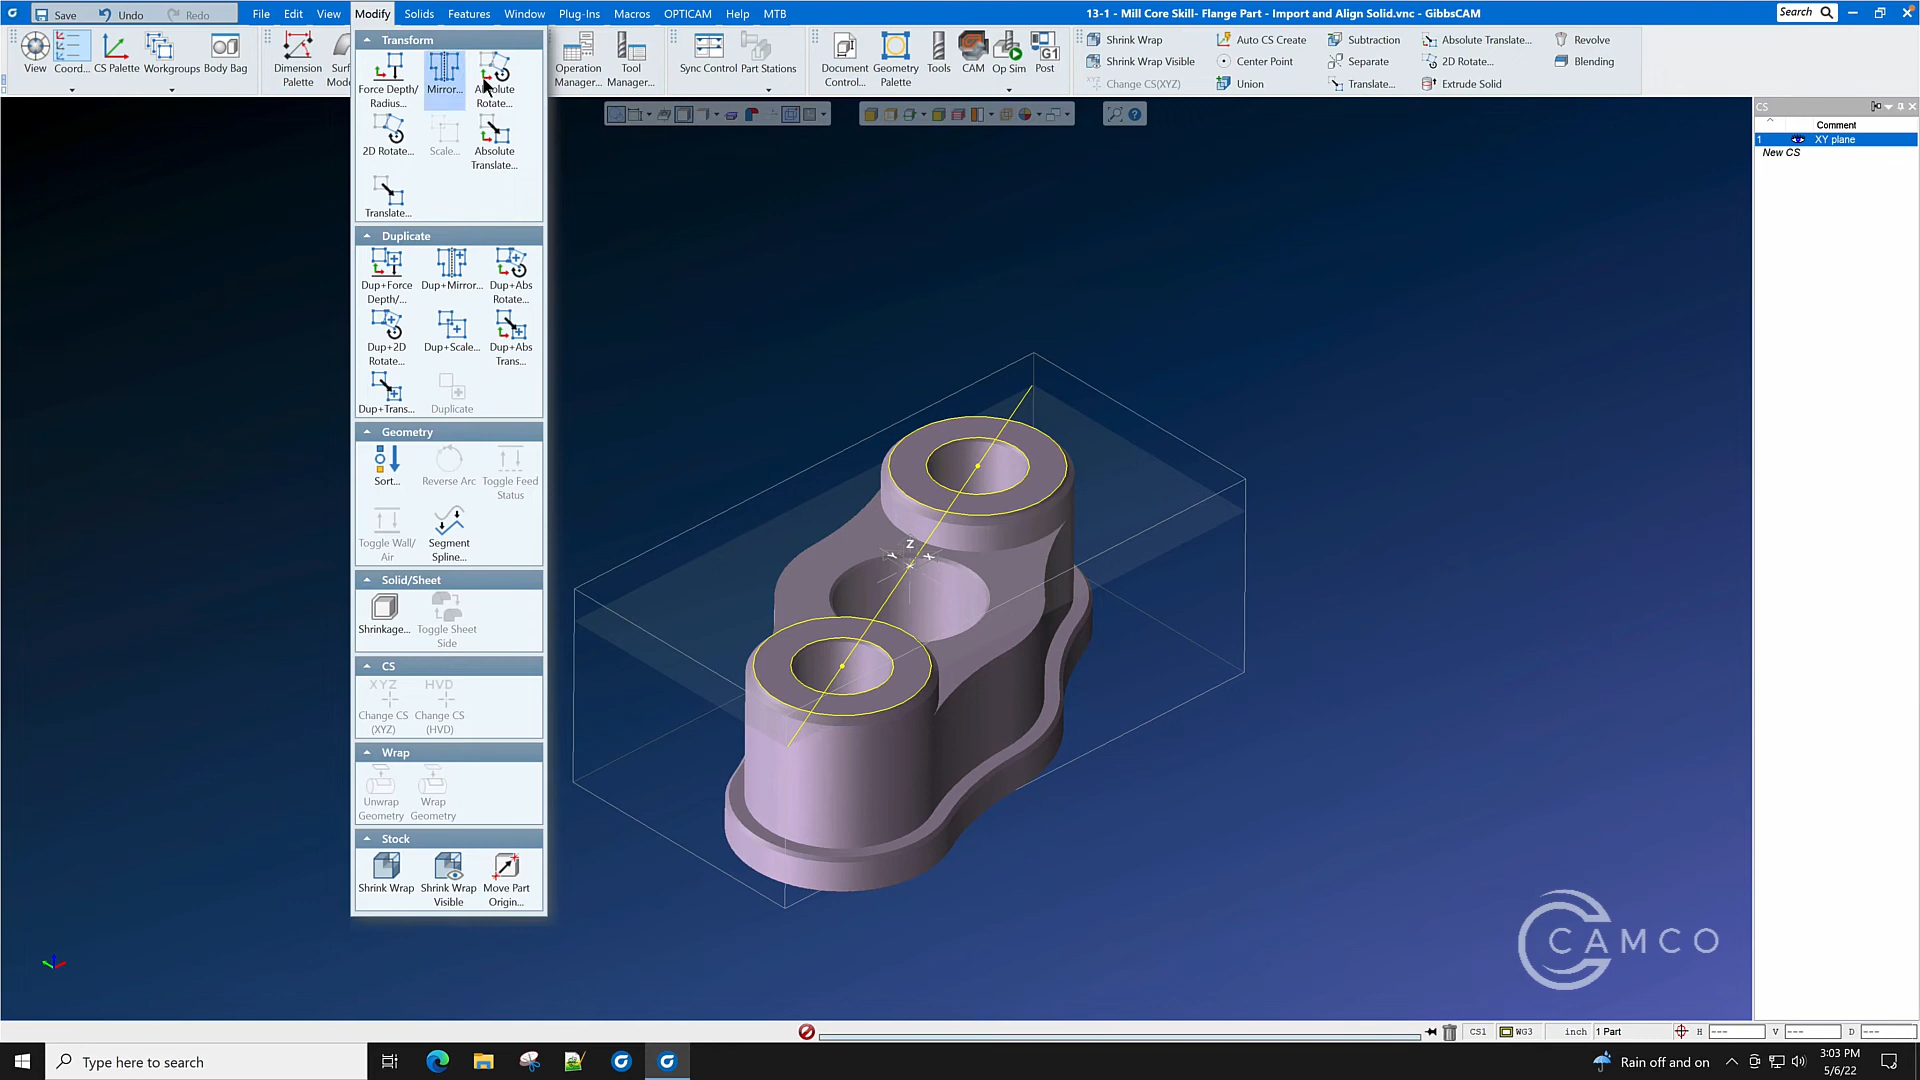 Save
Undo
Redo
File Edit View Modify Solids Features Window Plug-Ins Macros OPTICAM Help MTB
13-1 - Mill Core Skill- Flange Part - Import and Align Solid.vnc - GibbsCAM
Search
View
Coord...
CS Palette
Workgroups
Body Bag
Dimension
Palette
Operation
Manager...
Tool
Manager...
Sync Control
Part Stations
Document
Control...
Geometry
Palette
Tools
CAM
Op Sim
Post
G1
Shrink Wrap
Shrink Wrap Visible
Change CS(XYZ)
Auto CS Create
Center Point
Union
Subtraction
Separate
Translate...
Absolute Translate...
2D Rotate...
Extrude Solid
Revolve
Blending
Transform
Force Depth/
Radius...
Mirror...
Absolute
Rotate...
2D Rotate...
Scale...
Absolute
Translate...
Translate...
Duplicate
Dup+Force
Depth/...
Dup+Mirror...
Dup+Abs
Rotate...
Dup+2D
Rotate...
Dup+Scale...
Dup+Abs
Trans...
Dup+Trans...
Duplicate
Geometry
Sort...
Reverse Arc
Toggle Feed
Status
Toggle Wall/
Air
Segment
Spline...
Solid/Sheet
Shrinkage...
Toggle Sheet
Side
CS
XYZ
Change CS
(XYZ)
HVD
Change CS
(HVD)
Wrap
Unwrap
Geometry
Wrap
Geometry
Stock
Shrink Wrap
Shrink Wrap
Visible
Move Part
Origin...
Z
Y
X
CS
Comment
1 XY plane
New CS
CAMCO
CS1
WG3
inch
1 Part
H ---
V ---
D ---
Type here to search
Rain off and on
3:03 PM
5/6/22